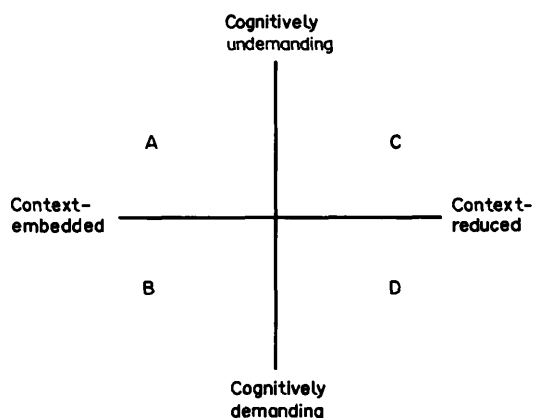 Cognitively
undemanding
A
C
Context-
embedded
Context-
reduced
B
D
Cognitively
demanding